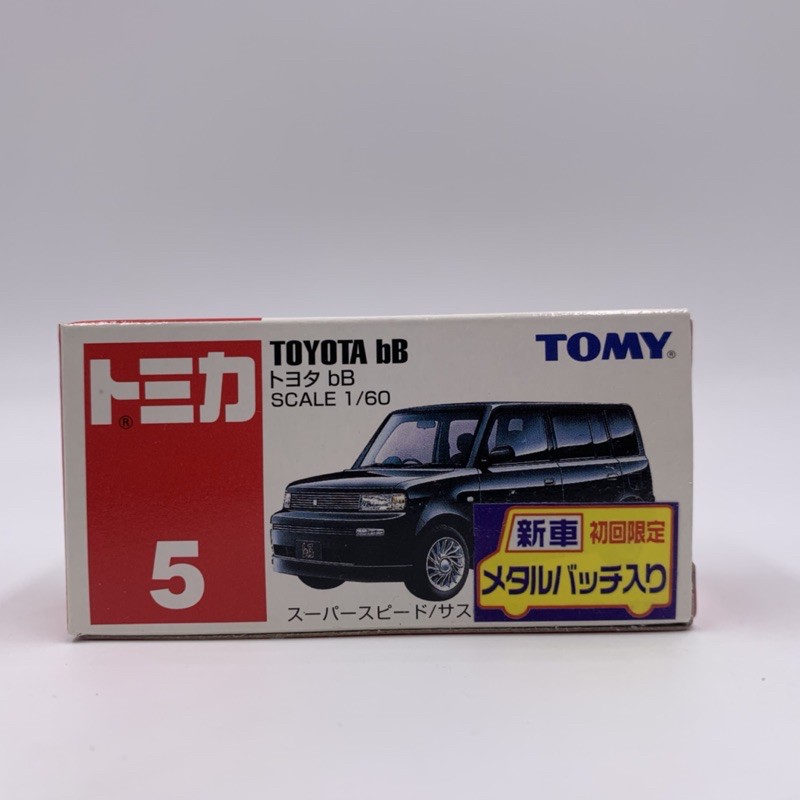 トミカ®
5
TOYOTA bB
トヨタ bB
SCALE 1/60
TOMY®
スーパースピード/サス
新車 初回限定
メタルバッチ入り